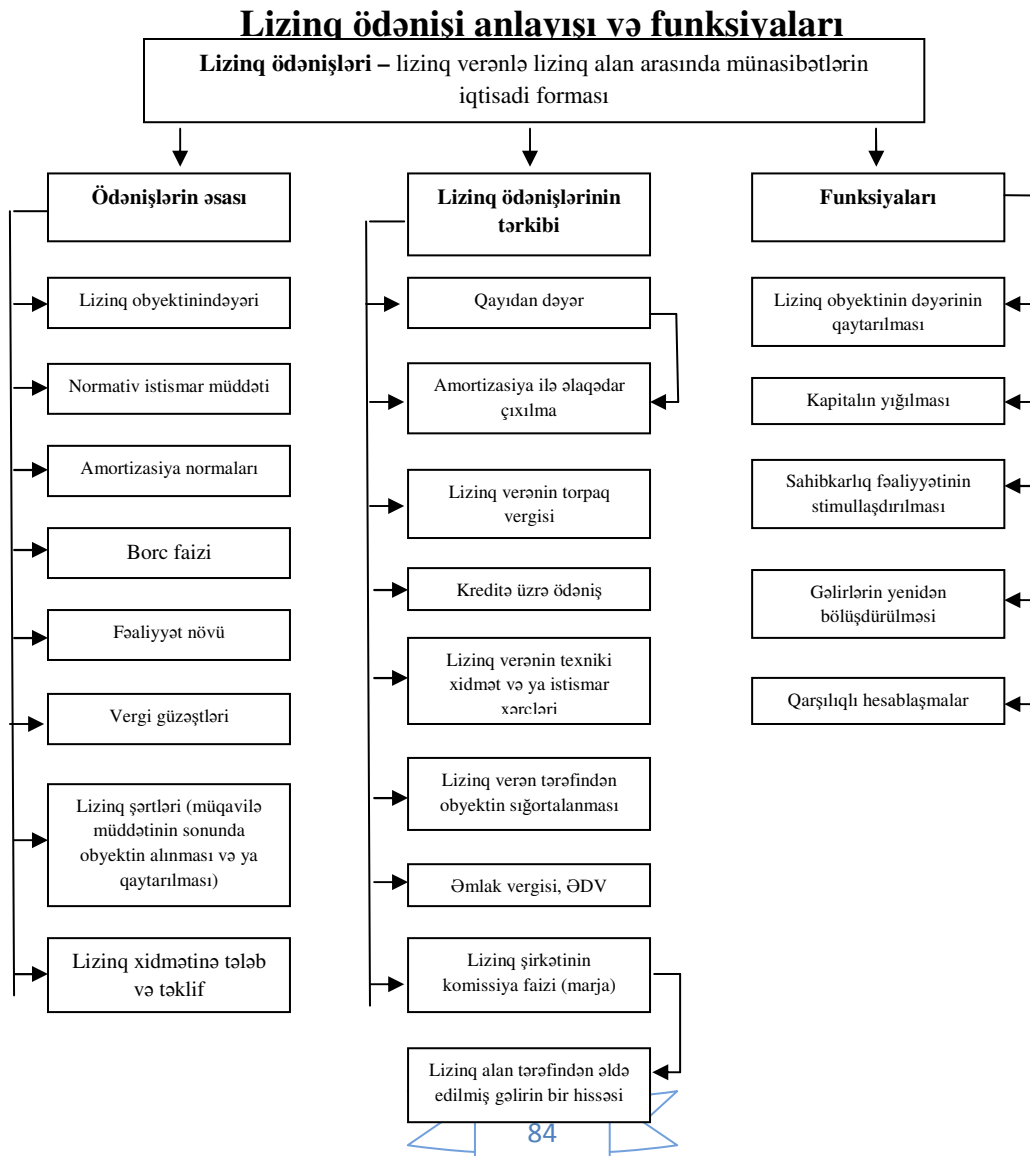 Lizinq ödənişi anlayışı və funksiyaları
Lizinq ödənişləri – lizinq verənlə lizinq alan arasında münasibətlərin
iqtisadi forması
Ödənişlərin əsası
Lizinq obyektinindəyəri
Normativ istismar müddəti
Amortizasiya normaları
Borc faizi
Fəaliyyət növü
Vergi güzəştləri
Lizinq şərtləri (müqavilə
müddətinin sonunda
obyektin alınması və ya
qaytarılması)
Lizinq xidmətinə tələb
və təklif
Lizinq ödənişlərinin
tərkibi
Qayıdan dəyər
Amortizasiya ilə əlaqədar
çıxılma
Lizinq verənin torpaq
vergisi
Kreditə üzrə ödəniş
Lizinq verənin texniki
xidmət və ya istismar
xərcləri
Lizinq verən tərəfindən
obyektin sığortalanması
Əmlak vergisi, ƏDV
Lizinq şirkətinin
komissiya faizi (marja)
Lizinq alan tərəfindən əldə
edilmiş gəlirin bir hissəsi
Funksiyaları
Lizinq obyektinin dəyərinin
qaytarılması
Kapitalın yığılması
Sahibkarlıq fəaliyyətinin
stimullaşdırılması
Gəlirlərin yenidən
bölüşdürülməsi
Qarşılıqlı hesablaşmalar
84